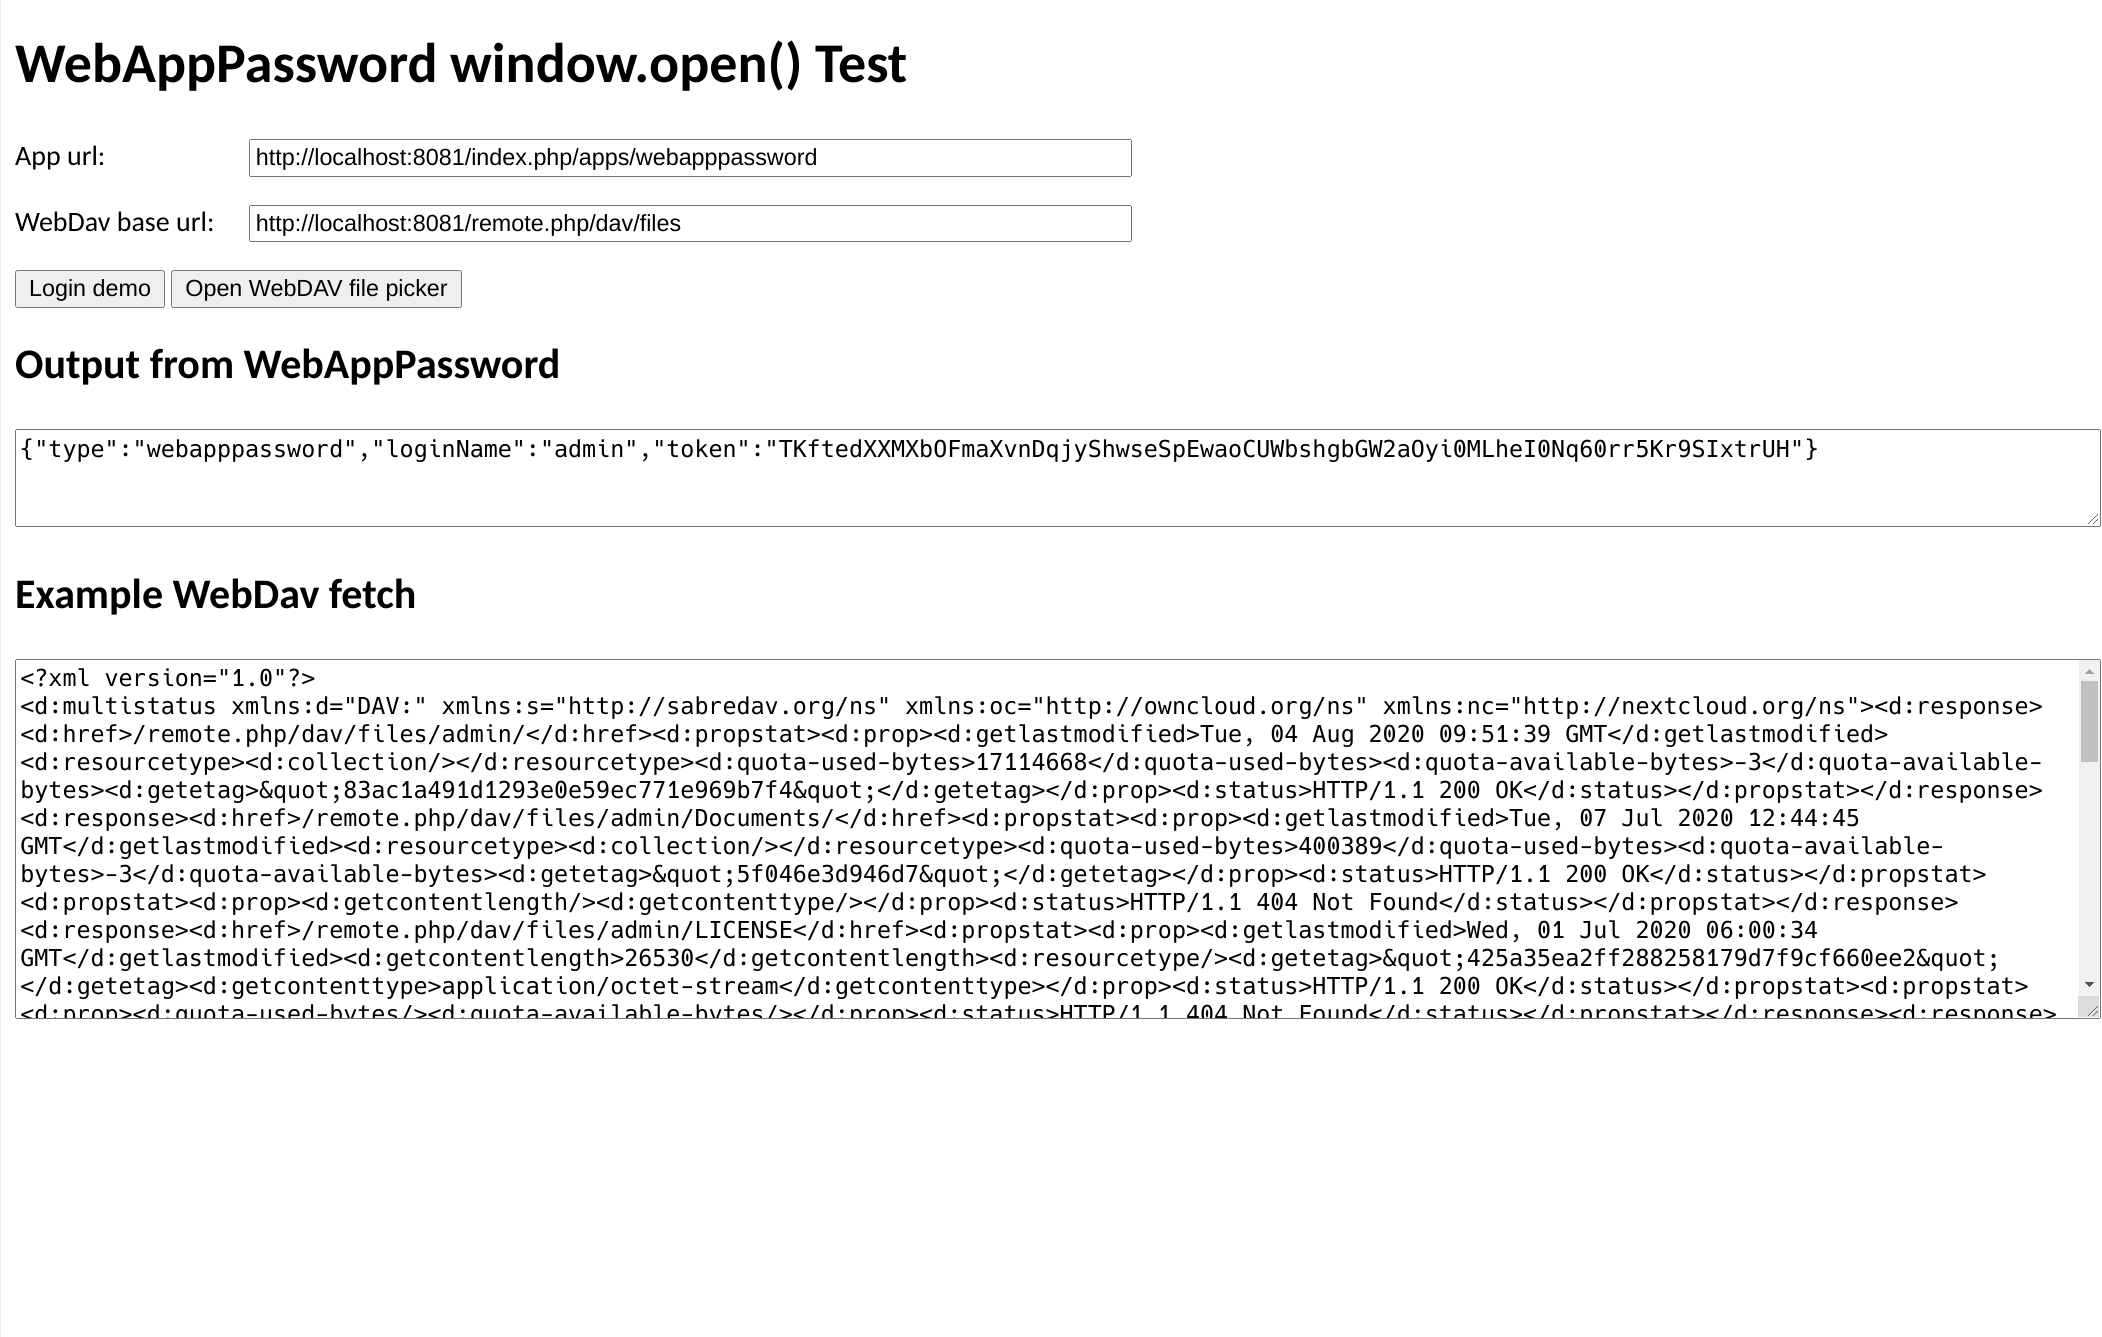 WebAppPassword window.open() Test
App url: http://localhost:8081/index.php/apps/webapppassword
WebDav base url: http://localhost:8081/remote.php/dav/files
Login demo Open WebDAV file picker
Output from WebAppPassword
{"type":"webapppassword","loginName":"admin","token":"TKftedXXMXbOFmaXvnDqjyShwseSpEwaoCUWbshgbGW2aOyi0MLheI0Nq60rr5Kr9SIxtrUH"}
Example WebDav fetch
<?xml version="1.0"?>
<d:multistatus xmlns:d="DAV:" xmlns:s="http://sabredav.org/ns" xmlns:oc="http://owncloud.org/ns" xmlns:nc="http://nextcloud.org/ns"><d:response>
<d:href>/remote.php/dav/files/admin/</d:href><d:propstat><d:prop><d:getlastmodified>Tue, 04 Aug 2020 09:51:39 GMT</d:getlastmodified>
<d:resourcetype><d:collection/></d:resourcetype><d:quota-used-bytes>17114668</d:quota-used-bytes><d:quota-available-bytes>-3</d:quota-available-
bytes><d:getetag>&quot;83ac1a491d1293e0e59ec771e969b7f4&quot;</d:getetag></d:prop><d:status>HTTP/1.1 200 OK</d:status></d:propstat></d:response>
<d:response><d:href>/remote.php/dav/files/admin/Documents/</d:href><d:propstat><d:prop><d:getlastmodified>Tue, 07 Jul 2020 12:44:45
GMT</d:getlastmodified><d:resourcetype><d:collection/></d:resourcetype><d:quota-used-bytes>400389</d:quota-used-bytes><d:quota-available-
bytes>-3</d:quota-available-bytes><d:getetag>&quot;5f046e3d946d7&quot;</d:getetag></d:prop><d:status>HTTP/1.1 200 OK</d:status></d:propstat>
<d:propstat><d:prop><d:getcontentlength/><d:getcontenttype/></d:prop><d:status>HTTP/1.1 404 Not Found</d:status></d:propstat></d:response>
<d:response><d:href>/remote.php/dav/files/admin/LICENSE</d:href><d:propstat><d:prop><d:getlastmodified>Wed, 01 Jul 2020 06:00:34
GMT</d:getlastmodified><d:getcontentlength>26530</d:getcontentlength><d:resourcetype/><d:getetag>&quot;425a35ea2ff288258179d7f9cf660ee2&quot;
</d:getetag><d:getcontenttype>application/octet-stream</d:getcontenttype></d:prop><d:status>HTTP/1.1 200 OK</d:status></d:propstat><d:propstat>
<d:prop><d:quota-used-bytes/><d:quota-available-bytes/></d:prop><d:status>HTTP/1.1 404 Not Found</d:status></d:propstat></d:response><d:response>